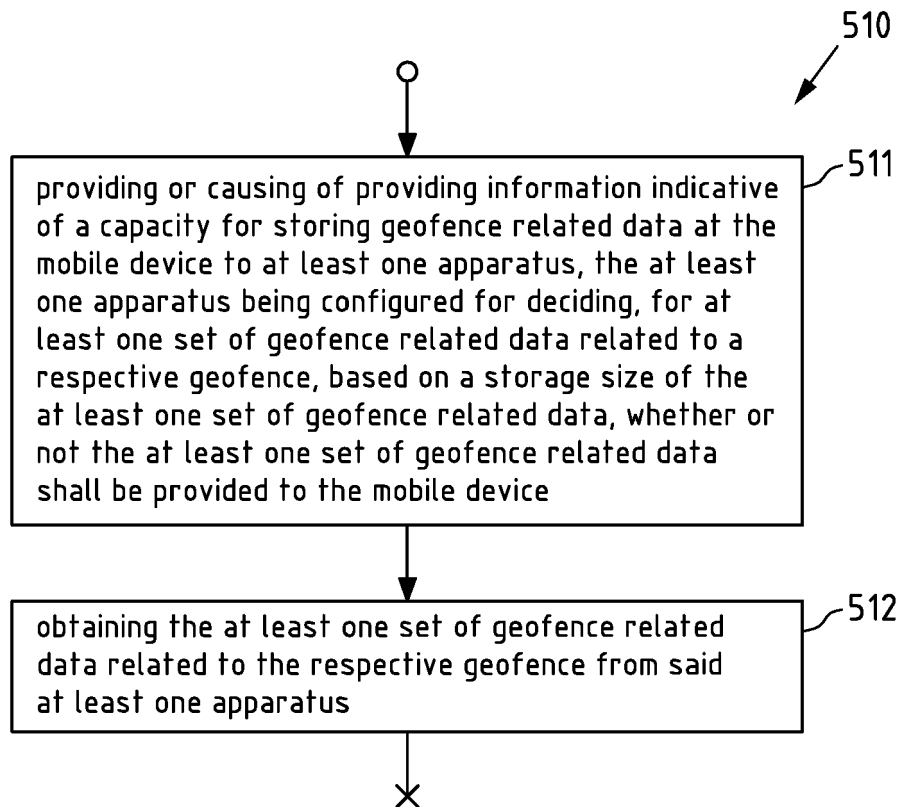 510
511
providing or causing of providing information indicative
of a capacity for storing geofence related data at the
mobile device to at least one apparatus, the at least
one apparatus being configured for deciding, for at
least one set of geofence related data related to a
respective geofence, based on a storage size of the
at least one set of geofence related data, whether or
not the at least one set of geofence related data
shall be provided to the mobile device
512
obtaining the at least one set of geofence related
data related to the respective geofence from said
at least one apparatus